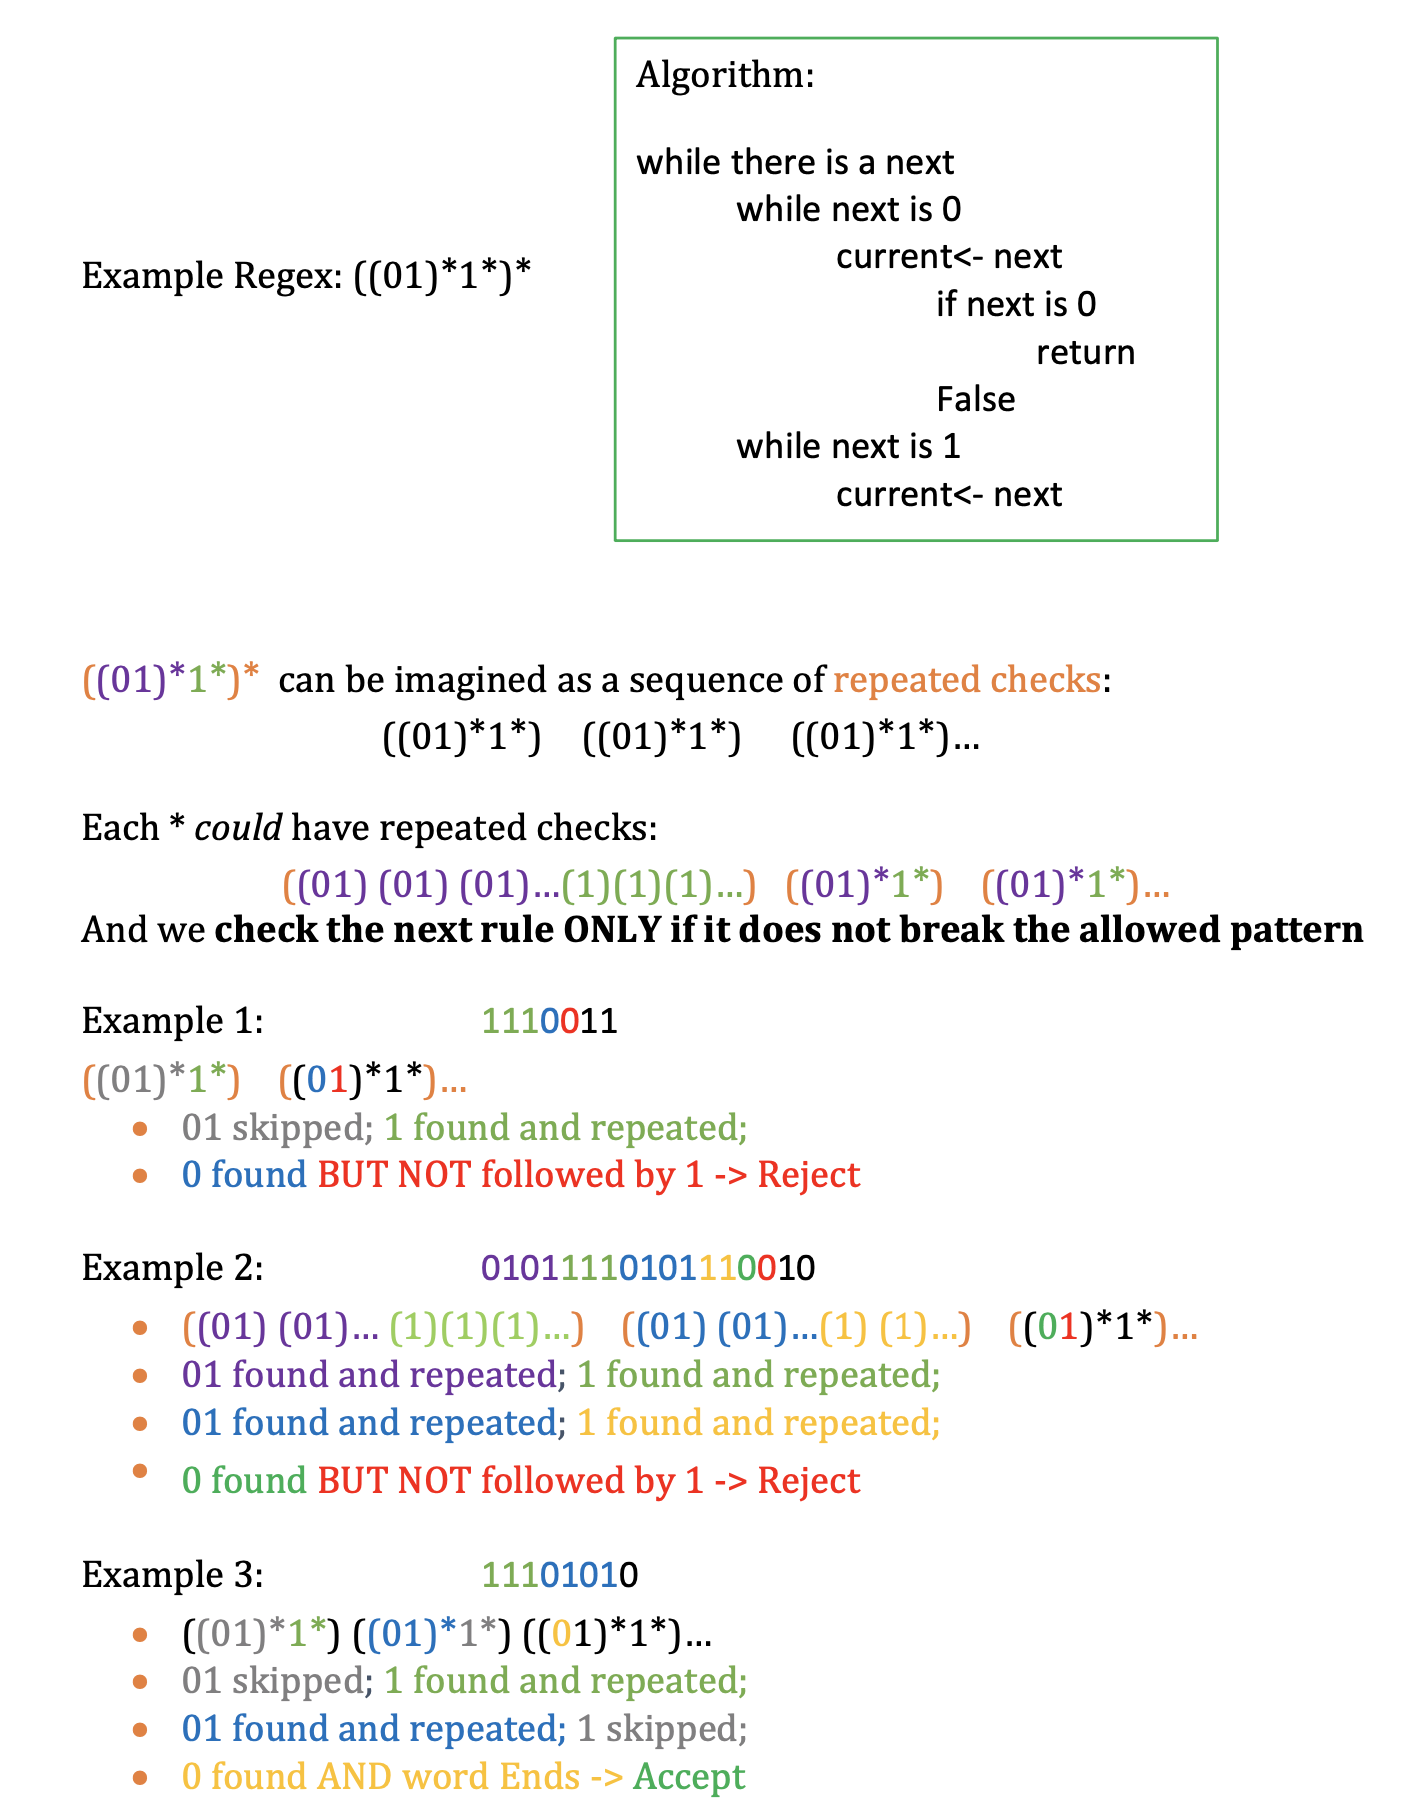 Algorithm:
while there is a next
while next is 0
current<- next
if next is 0
return
False
while next is 1
current<- next
Example Regex: ((01)*1*)*
((01)*1*)* can be imagined as a sequence of repeated checks:
((01)*1*) ((01)*1*) ((01)*1*)...
Each * could have repeated checks:
((01) (01) (01)...(1)(1)(1)...) ((01)*1*) ((01)*1*)...
And we check the next rule ONLY if it does not break the allowed pattern
Example 1: 1110011
((01)*1*) ((01)*1*)...
• 01 skipped; 1 found and repeated;
• 0 found BUT NOT followed by 1 -> Reject
Example 2: 01011110101110010
• ((01) (01)... (1)(1)(1)...) ((01) (01)...(1) (1)...) ((01)*1*)...
• 01 found and repeated; 1 found and repeated;
• 01 found and repeated; 1 found and repeated;
• 0 found BUT NOT followed by 1 -> Reject
Example 3: 11101010
• ((01)*1*) ((01)*1*) ((01)*1*)...
• 01 skipped; 1 found and repeated;
• 01 found and repeated; 1 skipped;
• 0 found AND word Ends -> Accept